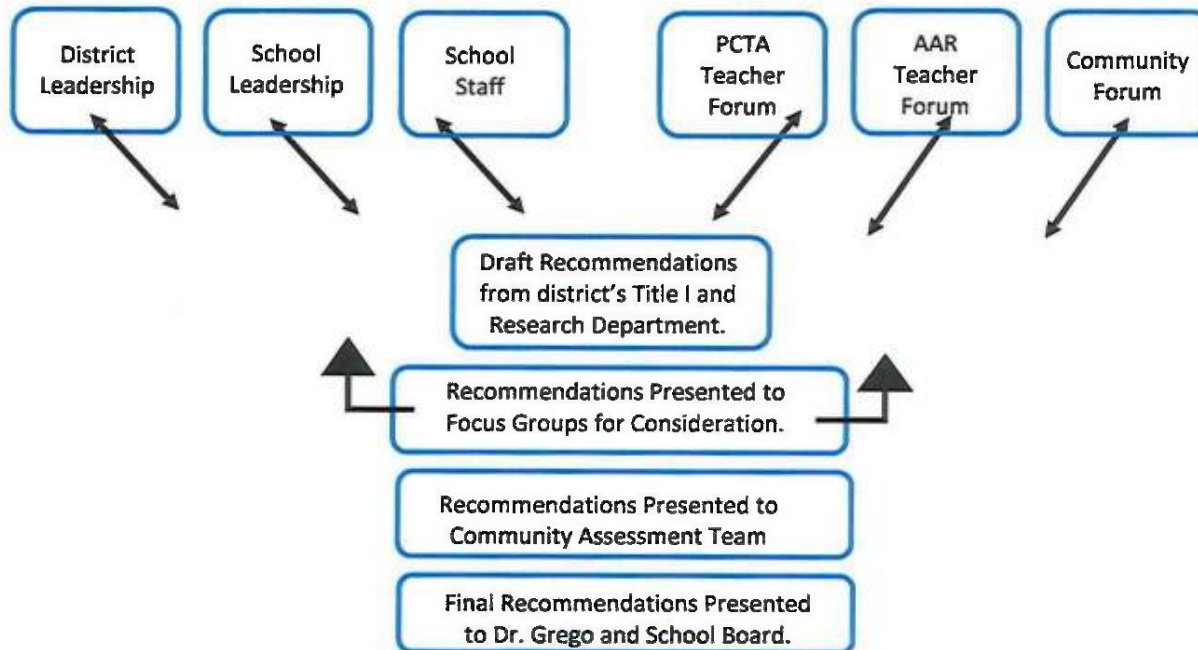 District
Leadership
School
Leadership
School
Staff
PCTA
Teacher
Forum
AAR
Teacher
Forum
Community
Forum
Draft Recommendations
from district's Title I and
Research Department.
Recommendations Presented to
Focus Groups for Consideration.
Recommendations Presented to
Community Assessment Team
Final Recommendations Presented
to Dr. Grego and School Board.